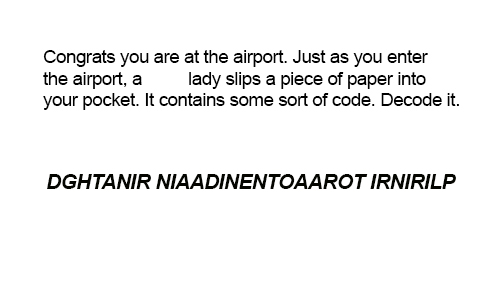 Congrats you are at the airport. Just as you enter
the airport, a lady slips a piece of paper into
your pocket. It contains some sort of code. Decode it.
DGHTANIR NIAADINENTOAAROT IRNIRILP